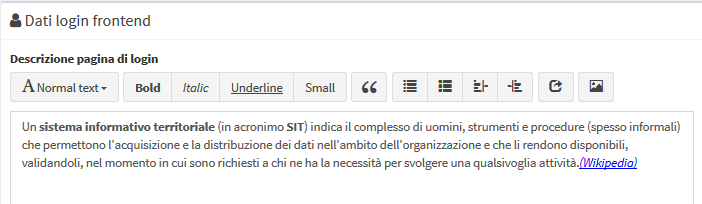 Dati login frontend
Descrizione pagina di login
A Normal text Bold Italic Underline Small
Un sistema informativo territoriale (in acronimo SIT) indica il complesso di uomini, strumenti e procedure (spesso informali)
che permettono l'acquisizione e la distribuzione dei dati nell'ambito dell'organizzazione e che li rendono disponibili,
validandoli, nel momento in cui sono richiesti a chi ne ha la necessità per svolgere una qualsivoglia attività.(Wikipedia)